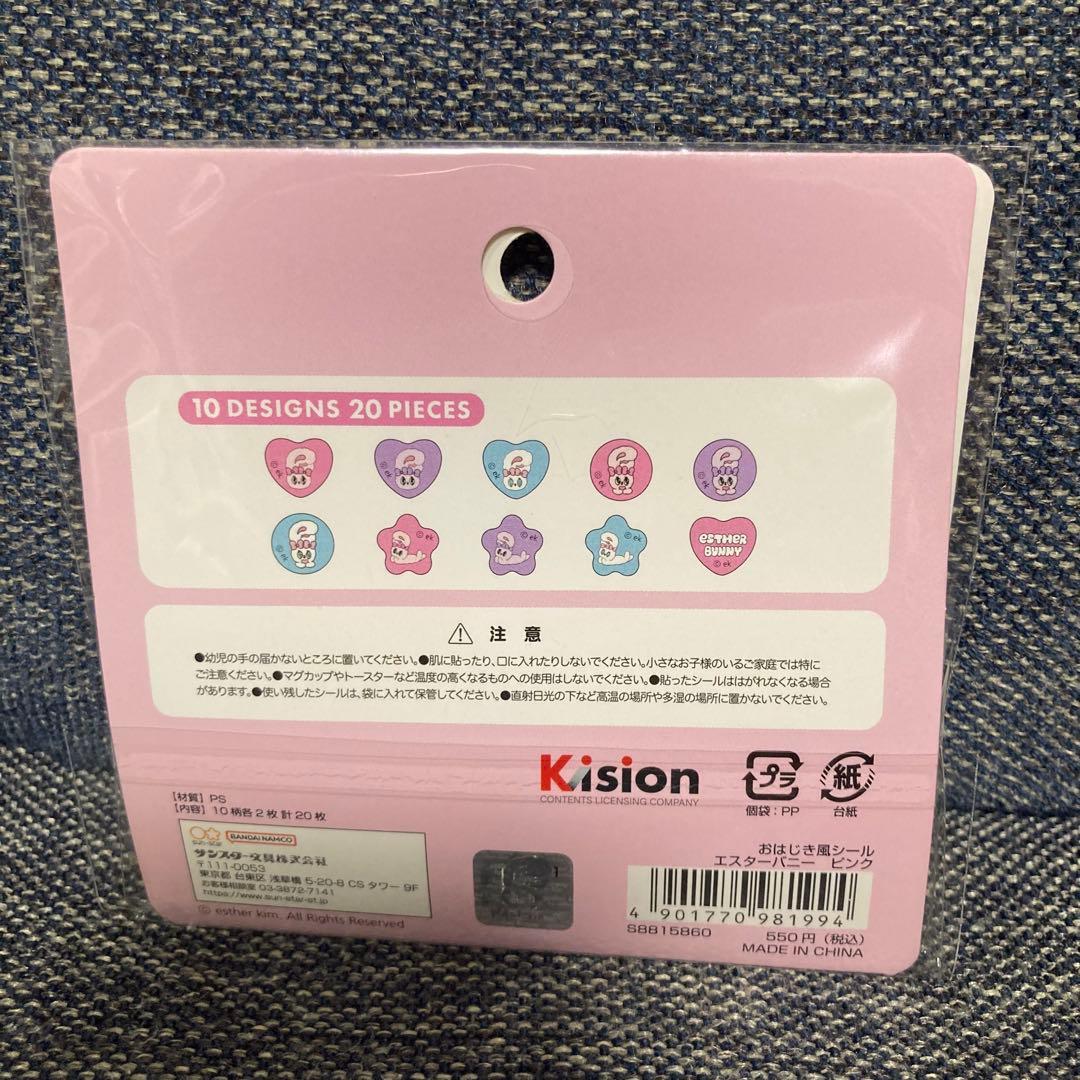 10 DESIGNS 20 PIECES
© ek
© ek
© ek
© ek
© ek
© ek
© ek
© ek
© ek
ESTHER
BUNNY
© ek
⚠ 注意
●幼児の手の届かないところに置いてください。●肌に貼ったり、口に入れたりしないでください。小さなお子様のいるご家庭では特に
ご注意ください。●マグカップやトースターなど温度の高くなるものへの使用はしないでください。●貼ったシールははがれなくなる場合
があります。●使い残したシールは、袋に入れて保管してください。●直射日光の下など高温の場所や多湿の場所に置かないでください。
Kision
CONTENTS LICENSING COMPANY
プラ
個装:PP
紙
台紙
【材質】PS
【内容】10柄各2枚 計20枚
sun-star
BANDAI NAMCO
サンスター文具株式会社
〒111-0053
東京都 台東区 浅草橋 5-20-8 CS タワー 9F
お客様相談室 03-3872-7141
https://www.sun-star-st.jp
© esther kim. All Rights Reserved
おはじき風シール
エスターバニー ピンク
4 901770 981994
S8815860
550円(税込)
MADE IN CHINA